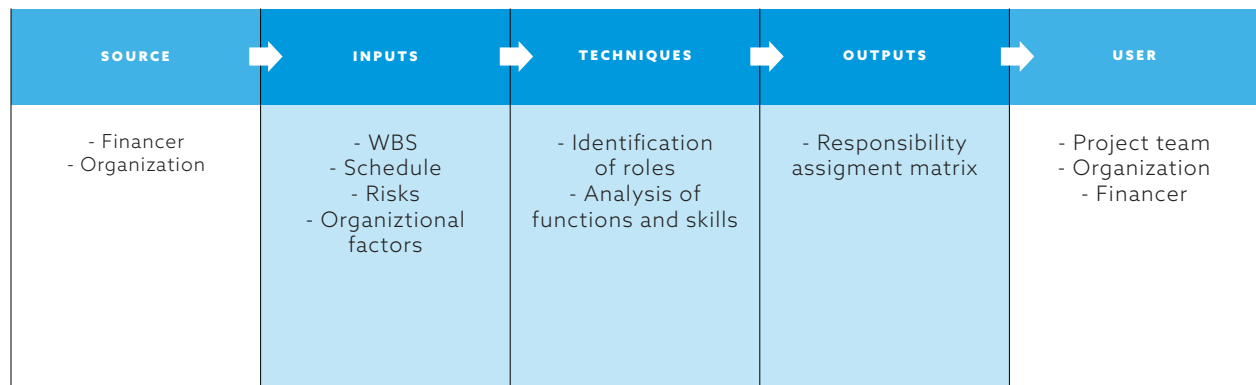 SOURCE
INPUTS
TECHNIQUES
OUTPUTS
USER
- Financer
- Organization
- WBS
- Schedule
- Risks
- Organiztional
factors
- Identification
of roles
- Analysis of
functions and skills
- Responsibility
assigment matrix
- Project team
- Organization
- Financer